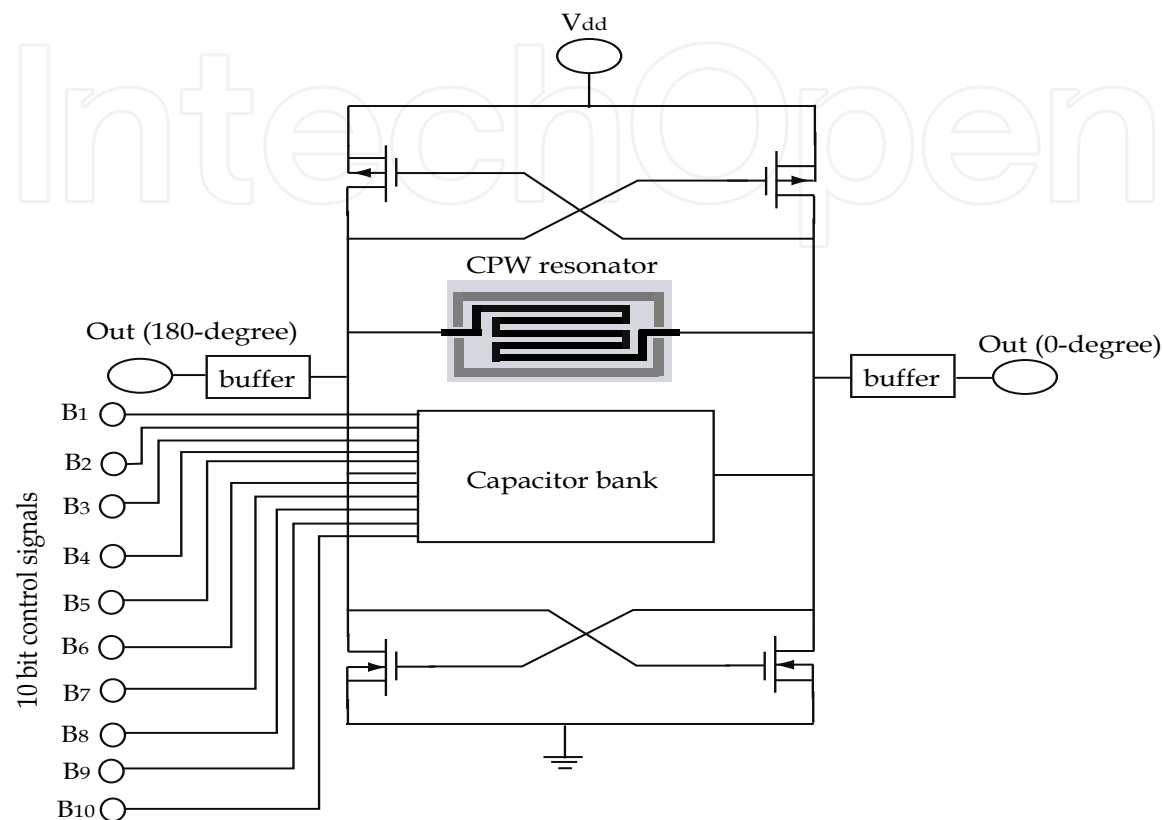 IntechOpen
Vdd
CPW resonator
Out (180-degree)
Out (0-degree)
buffer
buffer
Capacitor bank
10 bit control signals
B1
B2
B3
B4
B5
B6
B7
B8
B9
B10